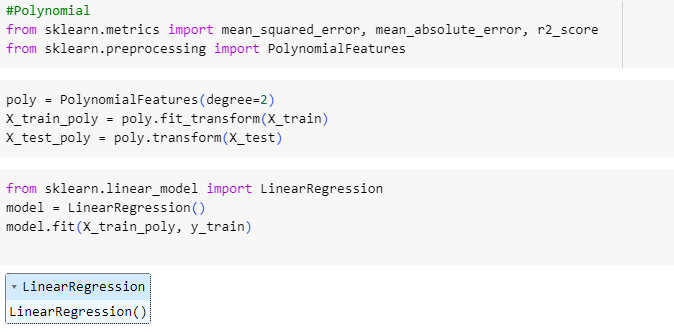 #Polynomial
from sklearn.metrics import mean_squared_error, mean_absolute_error, r2_score
from sklearn.preprocessing import PolynomialFeatures
poly = PolynomialFeatures(degree=2)
X_train_poly = poly.fit_transform(X_train)
X_test_poly = poly.transform(X_test)
from sklearn.linear_model import LinearRegression
model = LinearRegression()
model.fit(X_train_poly, y_train)
▾ LinearRegression
LinearRegression()